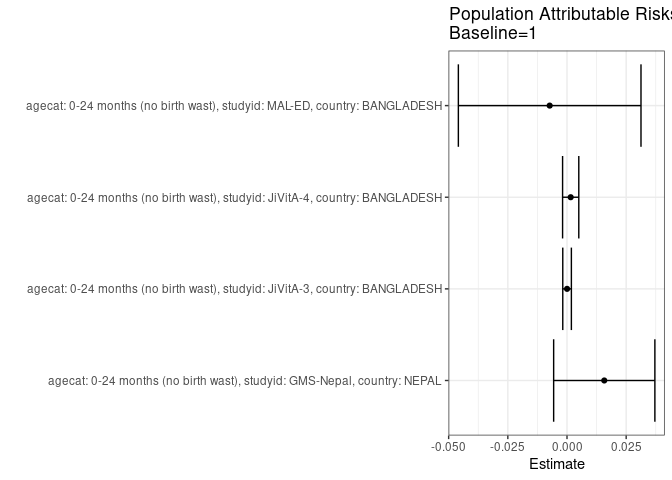 Population Attributable Risks
Baseline=1
agecat: 0-24 months (no birth wast), studyid: MAL-ED, country: BANGLADESH
agecat: 0-24 months (no birth wast), studyid: JiVitA-4, country: BANGLADESH
agecat: 0-24 months (no birth wast), studyid: JiVitA-3, country: BANGLADESH
agecat: 0-24 months (no birth wast), studyid: GMS-Nepal, country: NEPAL
-0.050 -0.025 0.000 0.025
Estimate